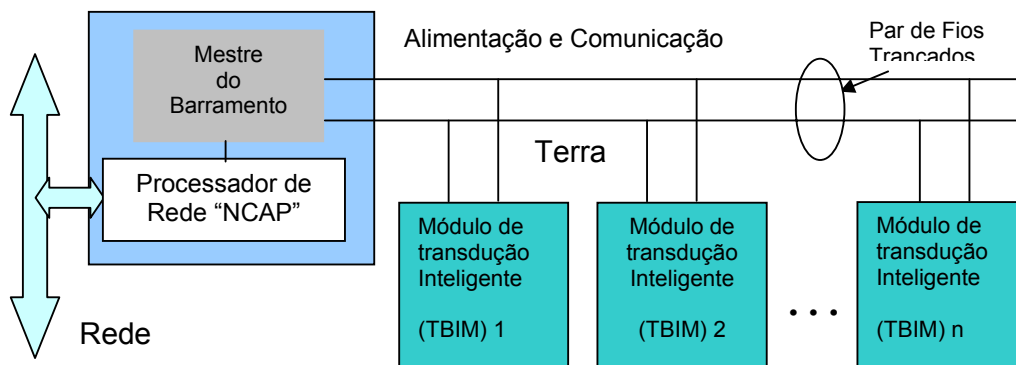 Mestre
do
Barramento
Processador de
Rede “NCAP”
Rede
Alimentação e Comunicação
Par de Fios
Trancados
Terra
Módulo de
transdução
Inteligente
(TBIM) 1
Módulo de
transdução
Inteligente
(TBIM) 2
• • •
Módulo de
transdução
Inteligente
(TBIM) n